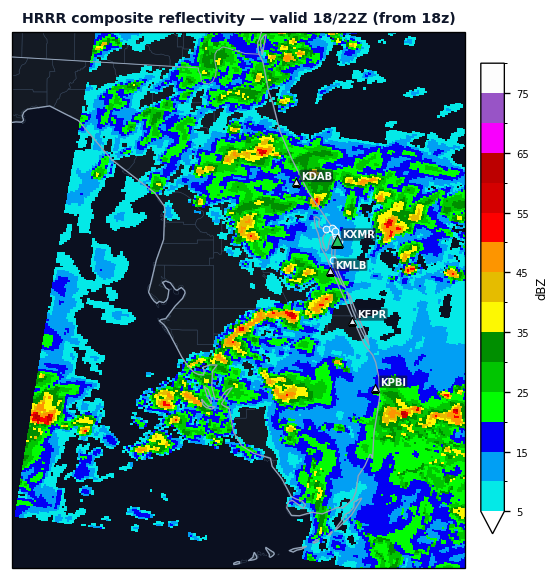 HRRR composite reflectivity — valid 18/22Z (from 18z)
75
65
55
45
35
25
15
5
dBZ
KDAB
KXMR
KMLB
KFPR
KPBI